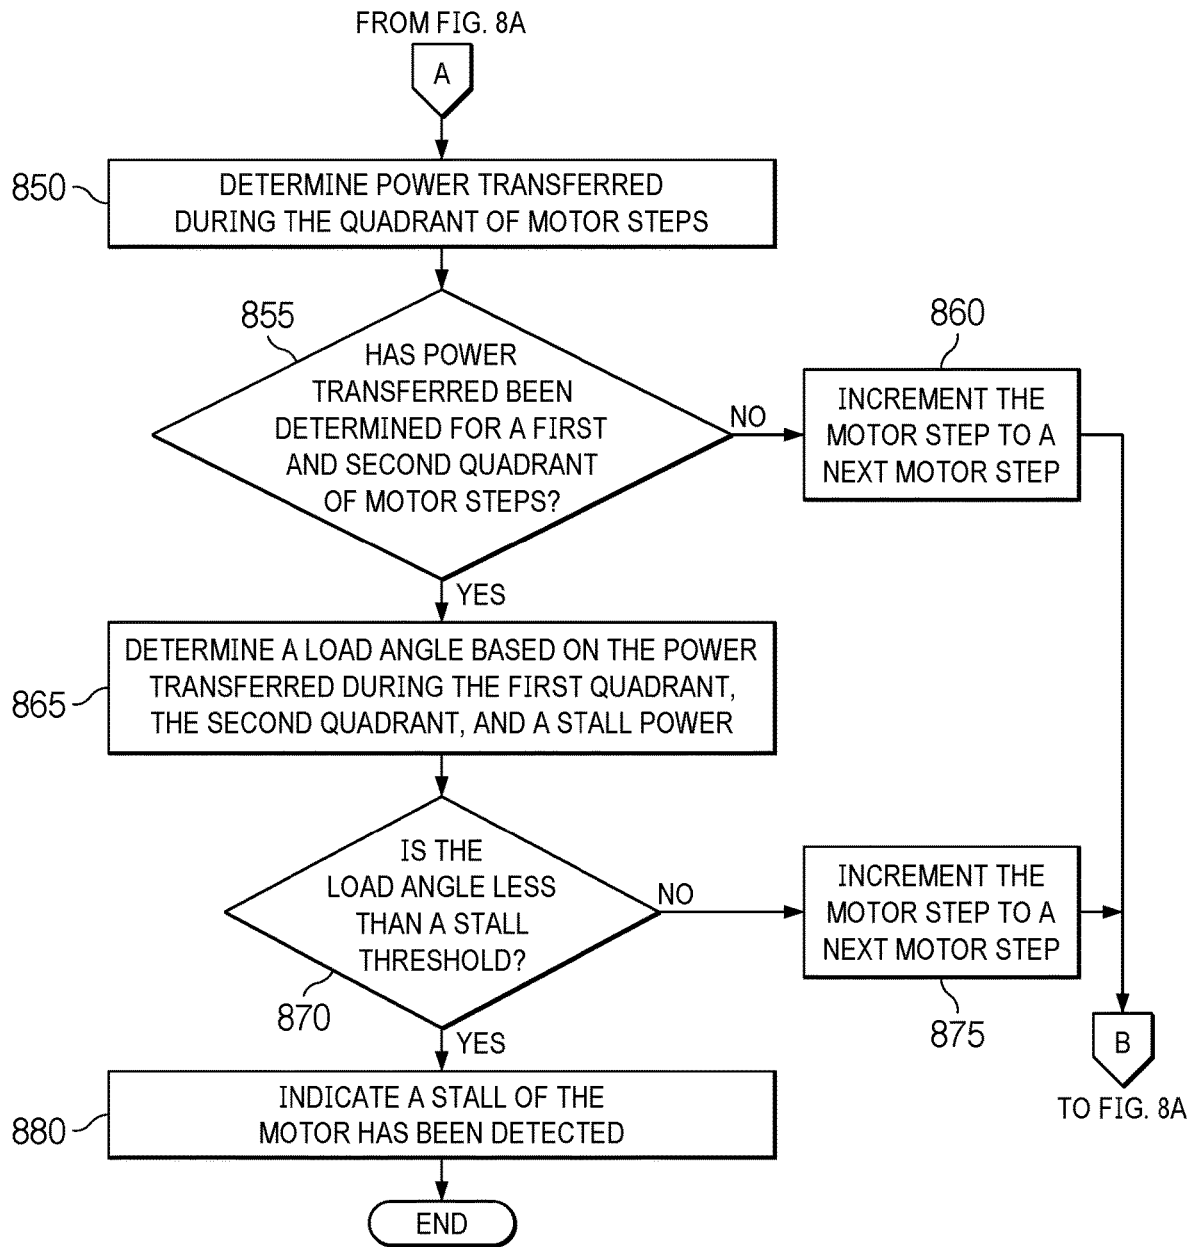 FROM FIG. 8A
A
850
DETERMINE POWER TRANSFERRED
DURING THE QUADRANT OF MOTOR STEPS
855
HAS POWER
TRANSFERRED BEEN
DETERMINED FOR A FIRST
AND SECOND QUADRANT
OF MOTOR STEPS?
NO
860
INCREMENT THE
MOTOR STEP TO A
NEXT MOTOR STEP
YES
865
DETERMINE A LOAD ANGLE BASED ON THE POWER
TRANSFERRED DURING THE FIRST QUADRANT,
THE SECOND QUADRANT, AND A STALL POWER
IS THE
LOAD ANGLE LESS
THAN A STALL
THRESHOLD?
870
NO
INCREMENT THE
MOTOR STEP TO A
NEXT MOTOR STEP
875
B
TO FIG. 8A
YES
880
INDICATE A STALL OF THE
MOTOR HAS BEEN DETECTED
END